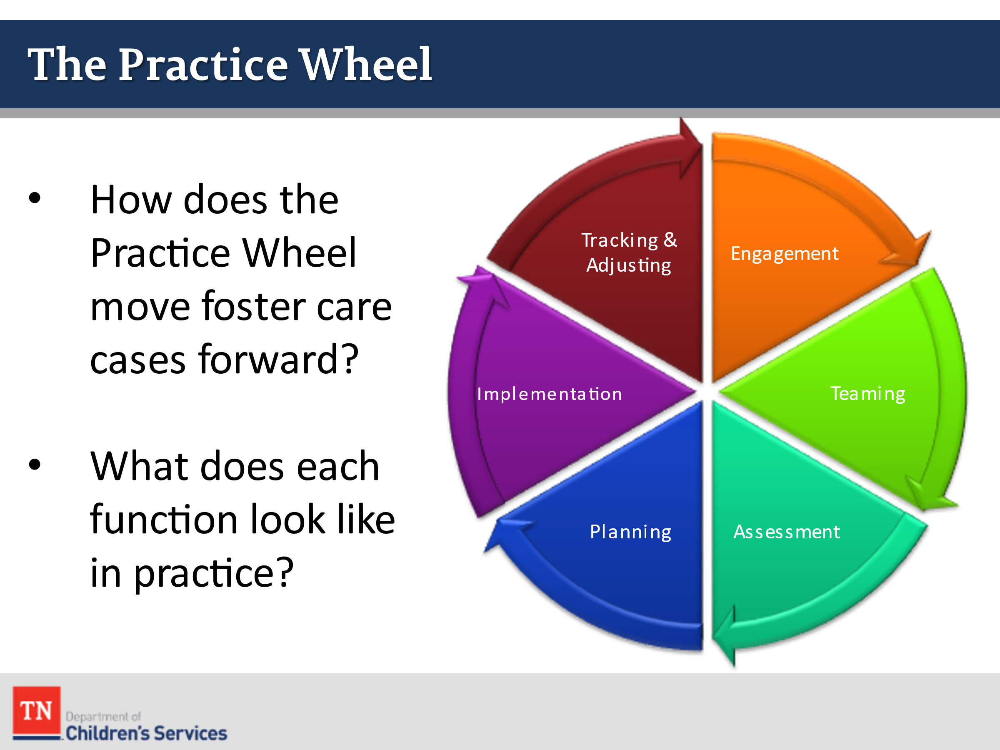 The Practice Wheel
• How does the
Practice Wheel
move foster care
cases forward?
• What does each
function look like
in practice?
Tracking &
Adjusting
Engagement
Implementation
Teaming
Planning
Assessment
TN
Department of
Children's Services